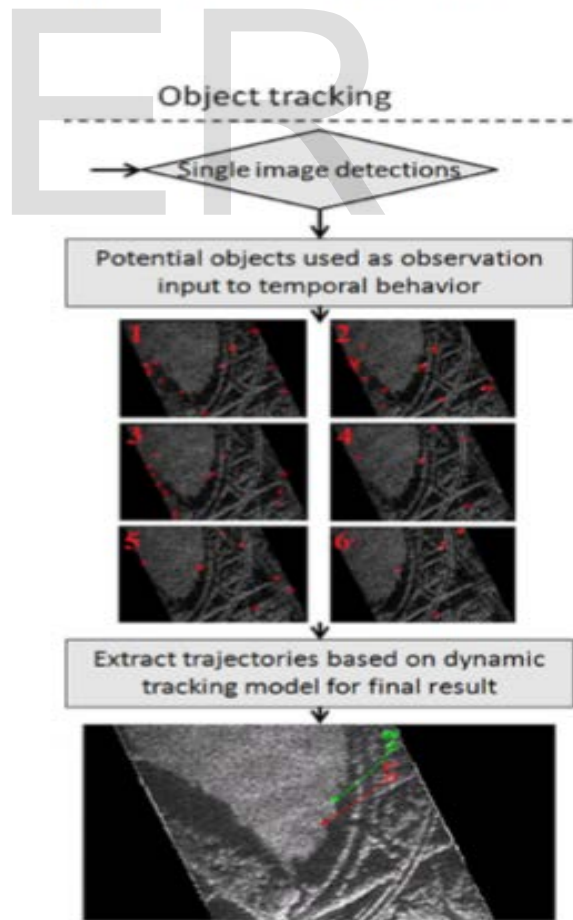 ER
Object tracking
Single image detections
Potential objects used as observation
input to temporal behavior
1
2
3
4
5
6
Extract trajectories based on dynamic
tracking model for final result